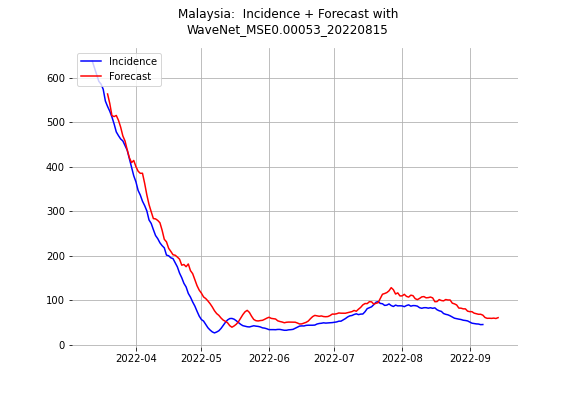 Malaysia:  Incidence + Forecast with
WaveNet_MSE0.00053_20220815
Incidence
Forecast
600
500
400
300
200
100
0
2022-04 2022-05 2022-06 2022-07 2022-08 2022-09